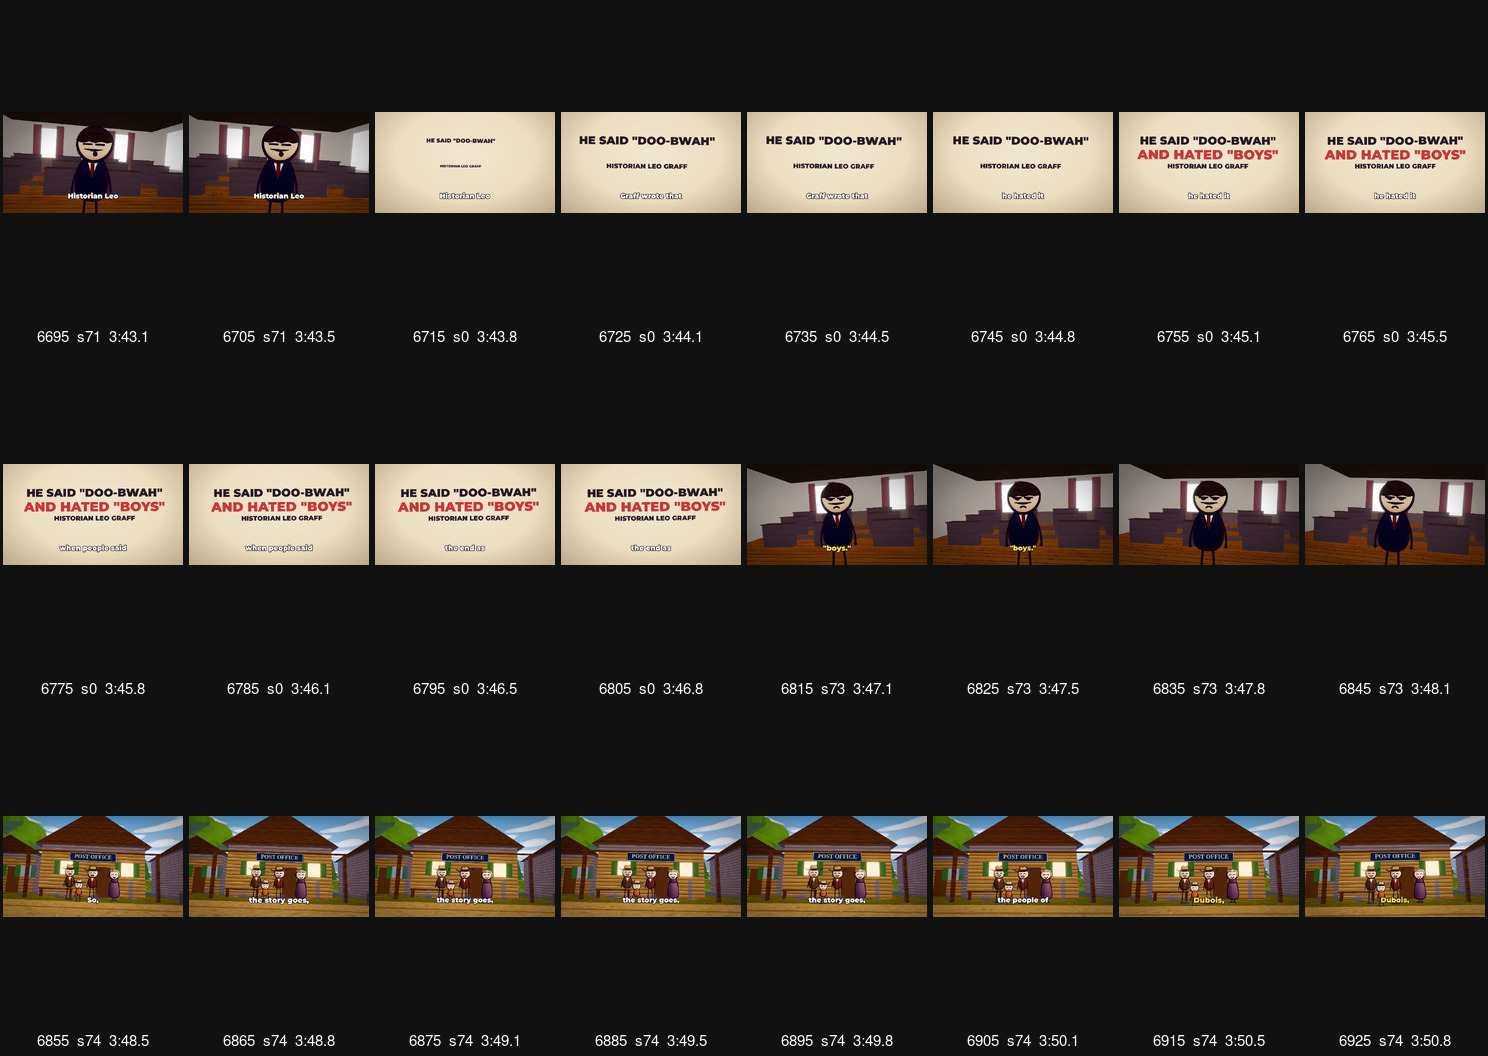 Historian Leo
Historian Leo
HE SAID "DOO-BWAH"
HISTORIAN LEO GRAFF
Historian Leo
HE SAID "DOO-BWAH"
HISTORIAN LEO GRAFF
Graff wrote that
HE SAID "DOO-BWAH"
HISTORIAN LEO GRAFF
Graff wrote that
HE SAID "DOO-BWAH"
HISTORIAN LEO GRAFF
he hated it
HE SAID "DOO-BWAH"
AND HATED "BOYS"
HISTORIAN LEO GRAFF
he hated it
HE SAID "DOO-BWAH"
AND HATED "BOYS"
HISTORIAN LEO GRAFF
he hated it
6695 s71 3:43.1
6705 s71 3:43.5
6715 s0 3:43.8
6725 s0 3:44.1
6735 s0 3:44.5
6745 s0 3:44.8
6755 s0 3:45.1
6765 s0 3:45.5
HE SAID "DOO-BWAH"
AND HATED "BOYS"
HISTORIAN LEO GRAFF
when people said
HE SAID "DOO-BWAH"
AND HATED "BOYS"
HISTORIAN LEO GRAFF
when people said
HE SAID "DOO-BWAH"
AND HATED "BOYS"
HISTORIAN LEO GRAFF
the end as
HE SAID "DOO-BWAH"
AND HATED "BOYS"
HISTORIAN LEO GRAFF
the end as
"boys."
"boys."
6775 s0 3:45.8
6785 s0 3:46.1
6795 s0 3:46.5
6805 s0 3:46.8
6815 s73 3:47.1
6825 s73 3:47.5
6835 s73 3:47.8
6845 s73 3:48.1
POST OFFICE
So,
POST OFFICE
the story goes,
POST OFFICE
the story goes,
POST OFFICE
the story goes,
POST OFFICE
the story goes,
POST OFFICE
the people of
POST OFFICE
Dubois,
POST OFFICE
Dubois,
6855 s74 3:48.5
6865 s74 3:48.8
6875 s74 3:49.1
6885 s74 3:49.5
6895 s74 3:49.8
6905 s74 3:50.1
6915 s74 3:50.5
6925 s74 3:50.8